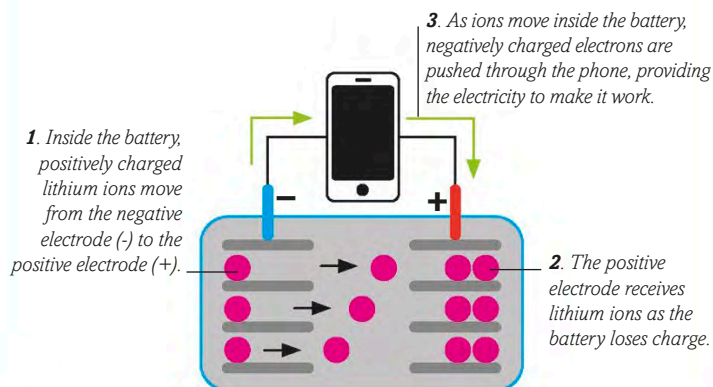 3. As ions move inside the battery,
negatively charged electrons are
pushed through the phone, providing
the electricity to make it work.
1. Inside the battery,
positively charged
lithium ions move
from the negative
electrode (-) to the
positive electrode (+).
−
+
2. The positive
electrode receives
lithium ions as the
battery loses charge.